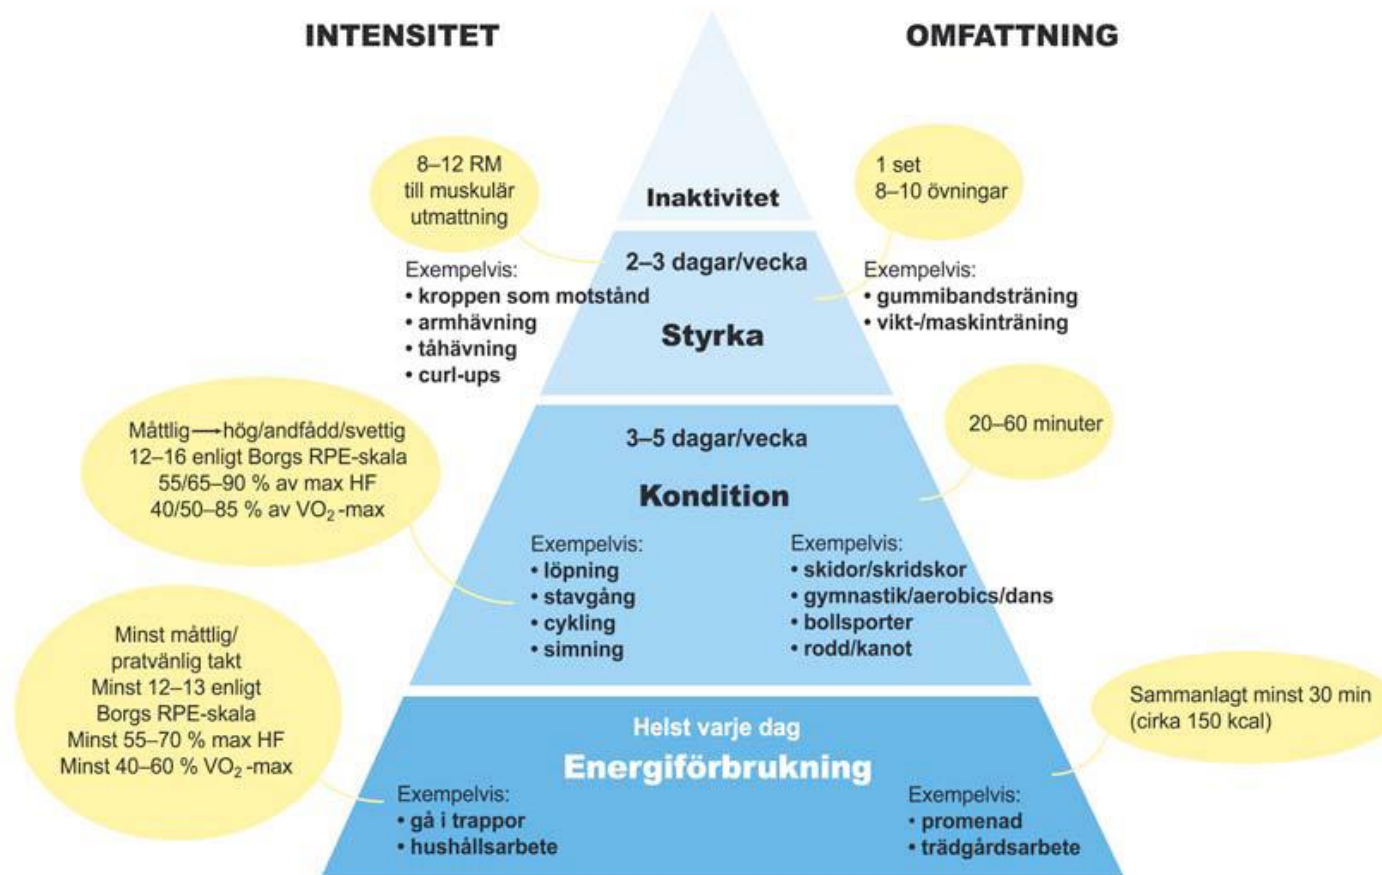 INTENSITET
OMFATTNING
8–12 RM
till muskulär
utmattning
1 set
8–10 övningar
Inaktivitet
2–3 dagar/vecka
Styrka
Exempelvis:
• kroppen som motstånd
• armhävning
• tåhävning
• curl-ups
Exempelvis:
• gummibandsträning
• vikt-/maskinträning
Måttlig→hög/andfådd/svettig
12–16 enligt Borgs RPE-skala
55/65–90 % av max HF
40/50–85 % av VO₂-max
20–60 minuter
3–5 dagar/vecka
Kondition
Exempelvis:
• löpning
• stavgång
• cykling
• simning
Exempelvis:
• skidor/skridskor
• gymnastik/aerobics/dans
• bollsporter
• rodd/kanot
Minst måttlig/
pratvänlig takt
Minst 12–13 enligt
Borgs RPE-skala
Minst 55–70 % max HF
Minst 40–60 % VO₂-max
Sammanlagt minst 30 min
(cirka 150 kcal)
Helst varje dag
Energiförbrukning
Exempelvis:
• gå i trappor
• hushållsarbete
Exempelvis:
• promenad
• trädgårdsarbete